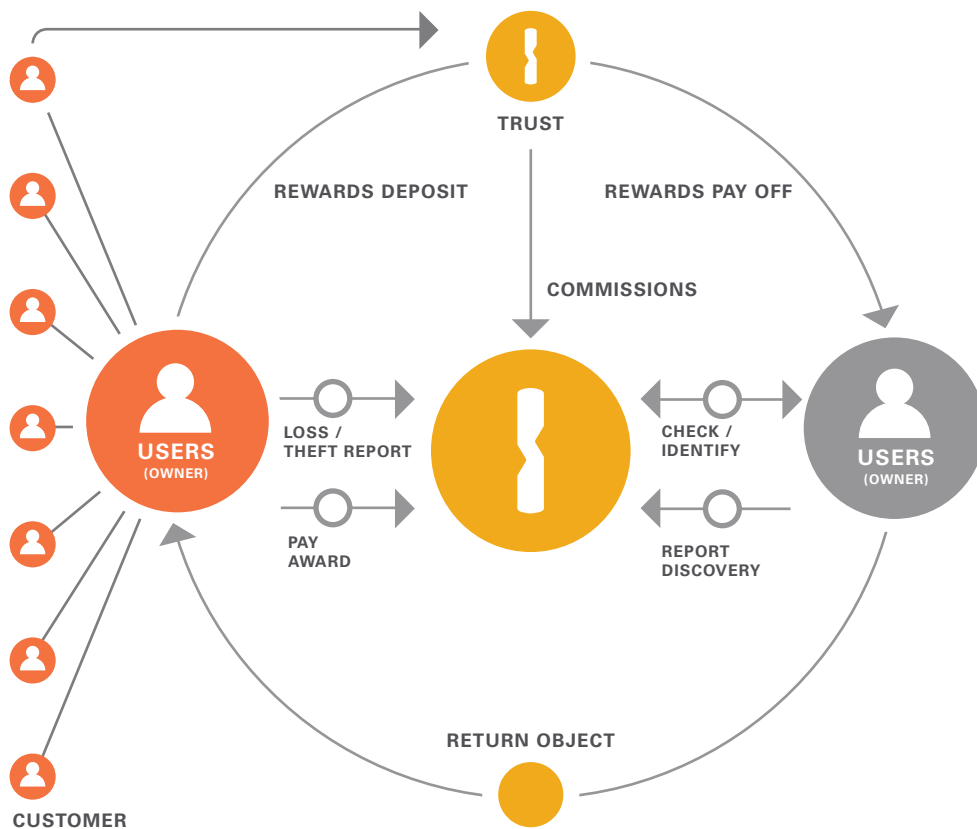 TRUST
REWARDS DEPOSIT
REWARDS PAY OFF
COMMISSIONS
USERS
(OWNER)
LOSS /
THEFT REPORT
CHECK /
IDENTIFY
USERS
(OWNER)
PAY
AWARD
REPORT
DISCOVERY
RETURN OBJECT
CUSTOMER